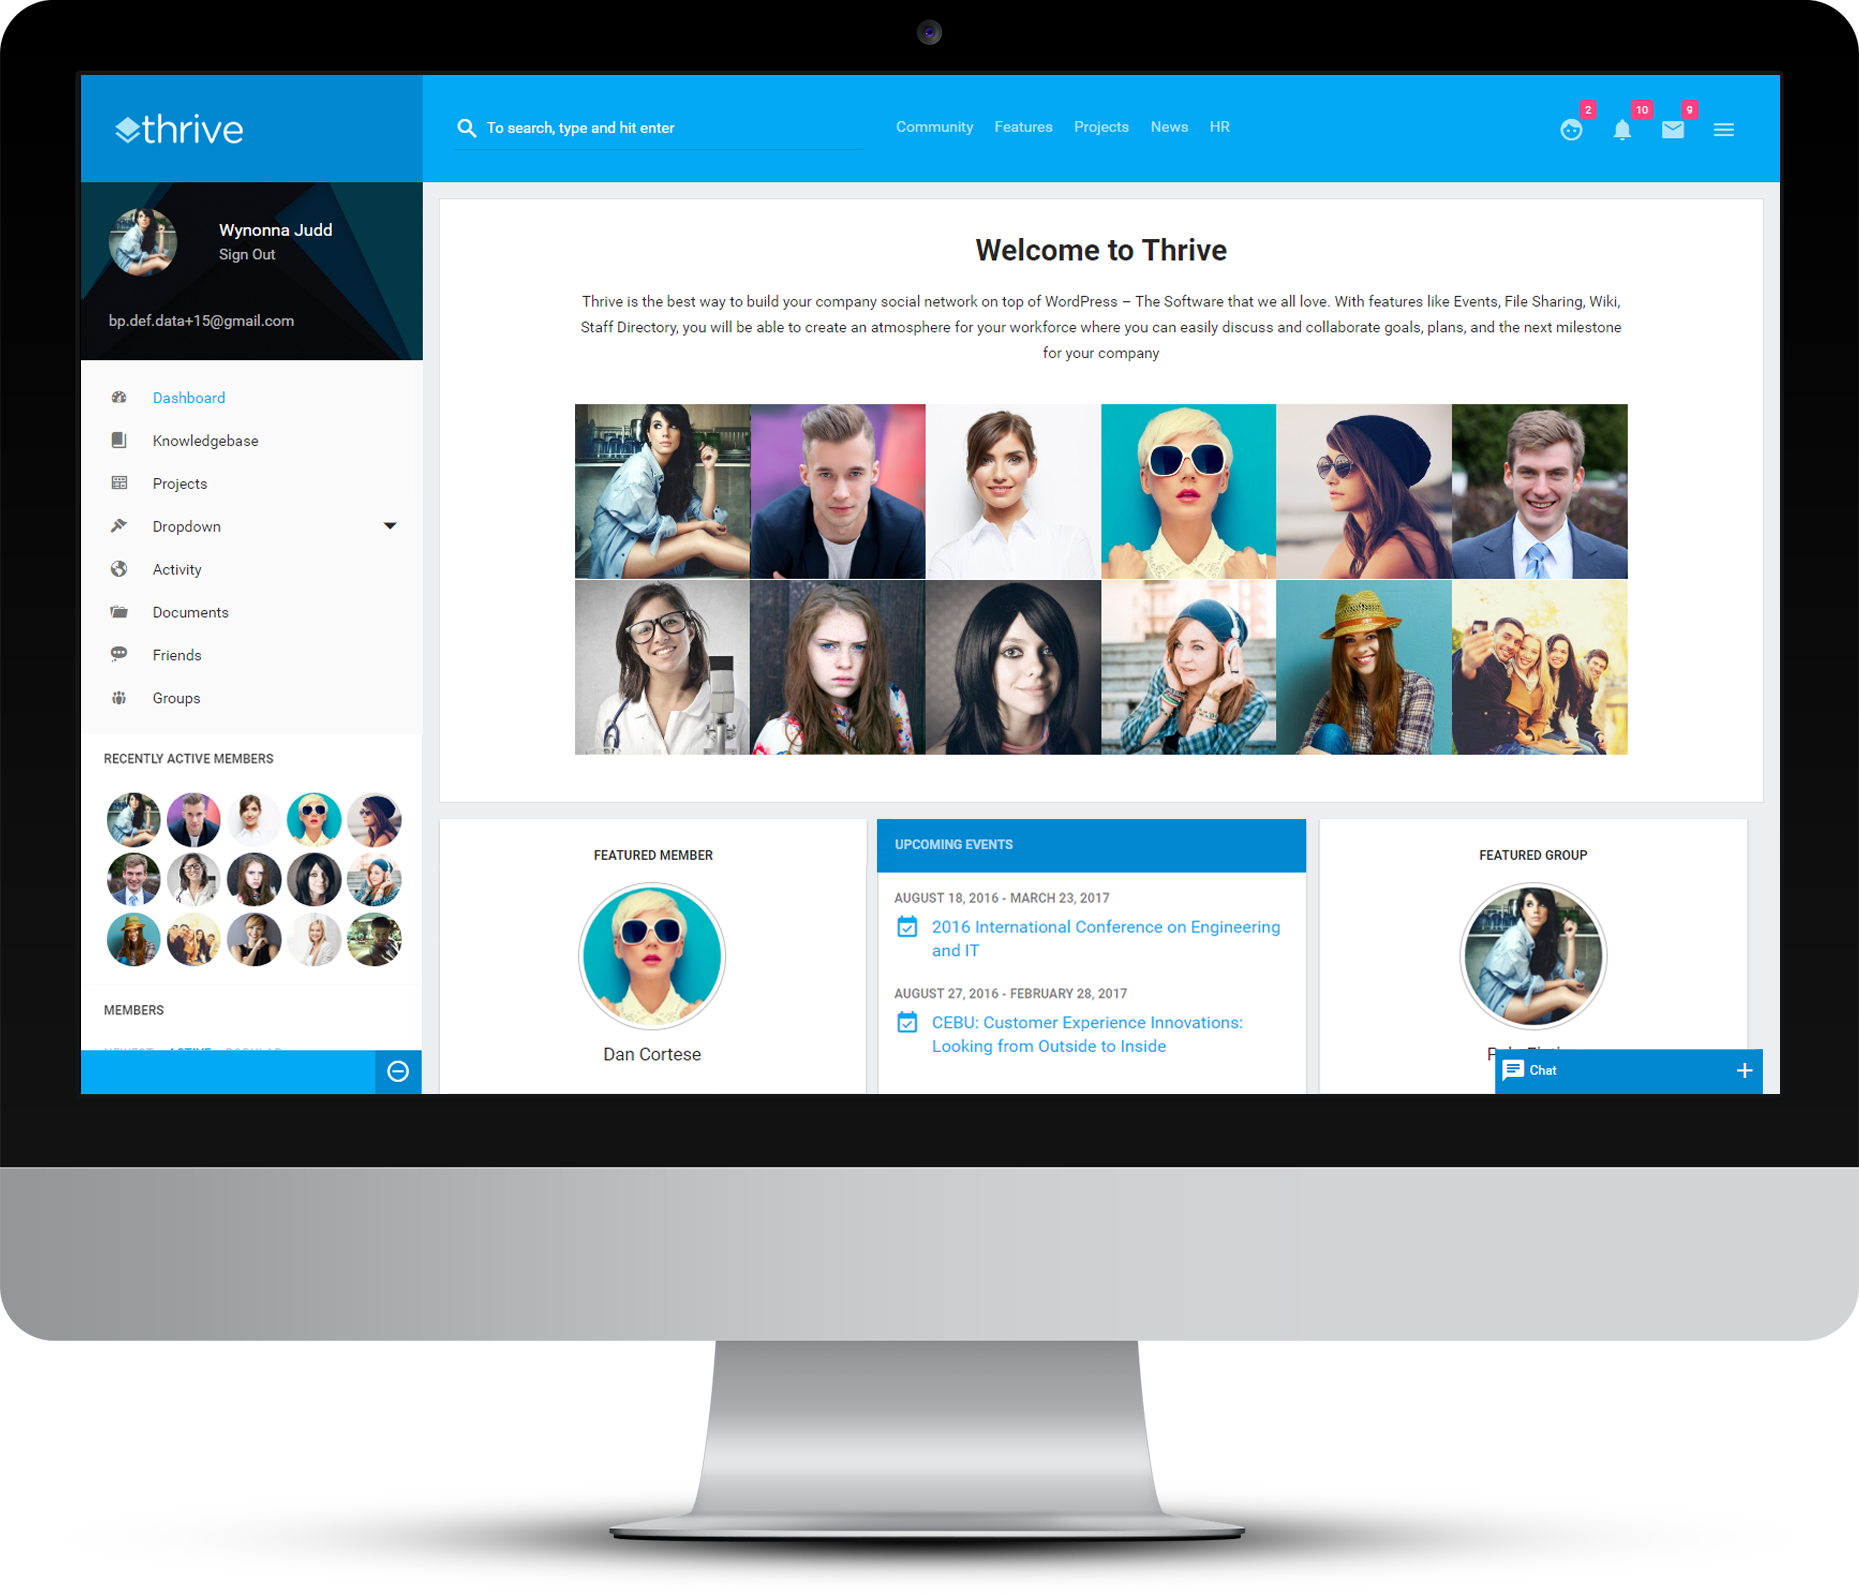 thrive
To search, type and hit enter
Community Features Projects News HR
2 10 9
Wynonna Judd
Sign Out
bp.def.data+15@gmail.com
Dashboard
Knowledgebase
Projects
Dropdown
Activity
Documents
Friends
Groups
RECENTLY ACTIVE MEMBERS
MEMBERS
Welcome to Thrive
Thrive is the best way to build your company social network on top of WordPress – The Software that we all love. With features like Events, File Sharing, Wiki,
Staff Directory, you will be able to create an atmosphere for your workforce where you can easily discuss and collaborate goals, plans, and the next milestone
for your company
FEATURED MEMBER
Dan Cortese
UPCOMING EVENTS
AUGUST 18, 2016 - MARCH 23, 2017
2016 International Conference on Engineering
and IT
AUGUST 27, 2016 - FEBRUARY 28, 2017
CEBU: Customer Experience Innovations:
Looking from Outside to Inside
FEATURED GROUP
Chat